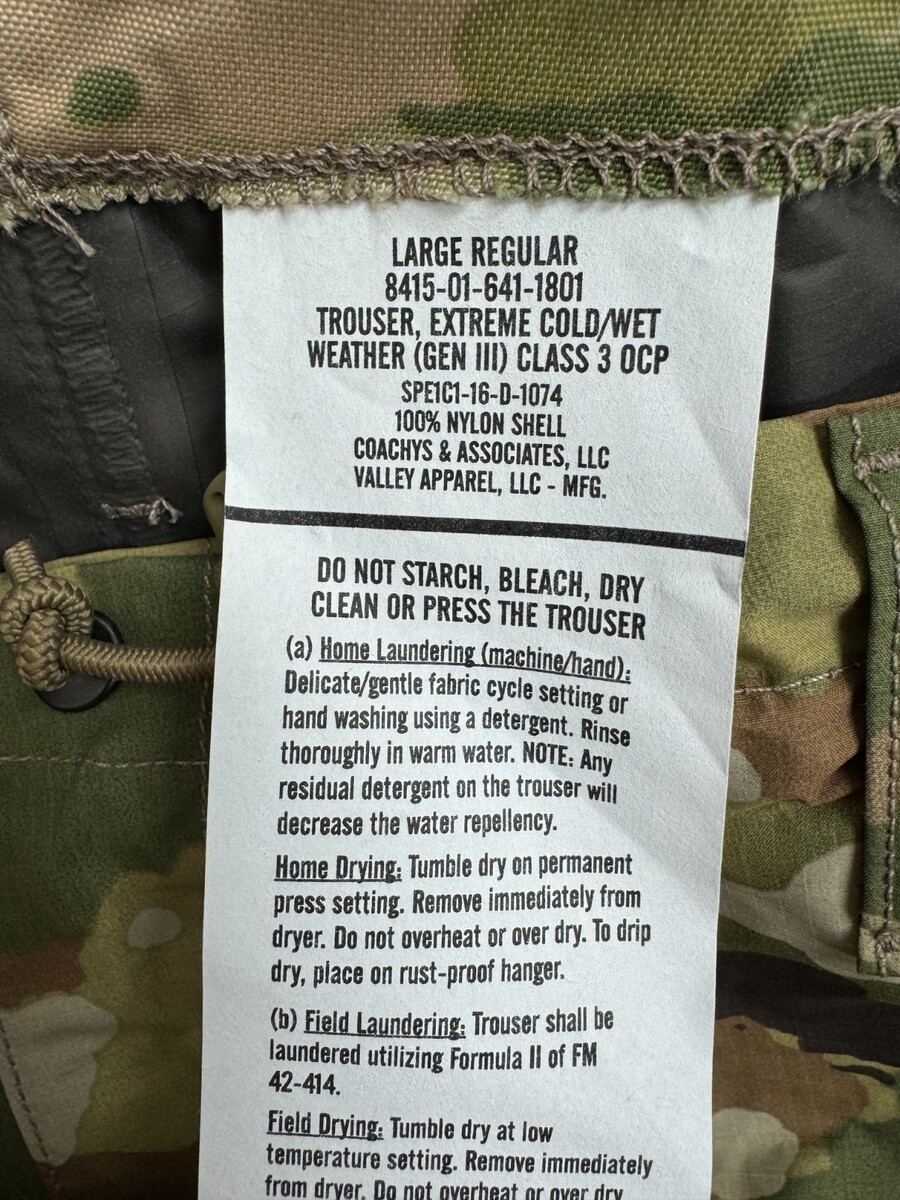 LARGE REGULAR
8415-01-641-1801
TROUSER, EXTREME COLD/WET
WEATHER (GEN III) CLASS 3 OCP
SPE1C1-16-D-1074
100% NYLON SHELL
COACHYS & ASSOCIATES, LLC
VALLEY APPAREL, LLC - MFG.
DO NOT STARCH, BLEACH, DRY
CLEAN OR PRESS THE TROUSER
(a) Home Laundering (machine/hand):
Delicate/gentle fabric cycle setting or
hand washing using a detergent. Rinse
thoroughly in warm water. NOTE: Any
residual detergent on the trouser will
decrease the water repellency.
Home Drying: Tumble dry on permanent
press setting. Remove immediately from
dryer. Do not overheat or over dry. To drip
dry, place on rust-proof hanger.
(b) Field Laundering: Trouser shall be
laundered utilizing Formula II of FM
42-414.
Field Drying: Tumble dry at low
temperature setting. Remove immediately
from dryer. Do not overheat or over dry